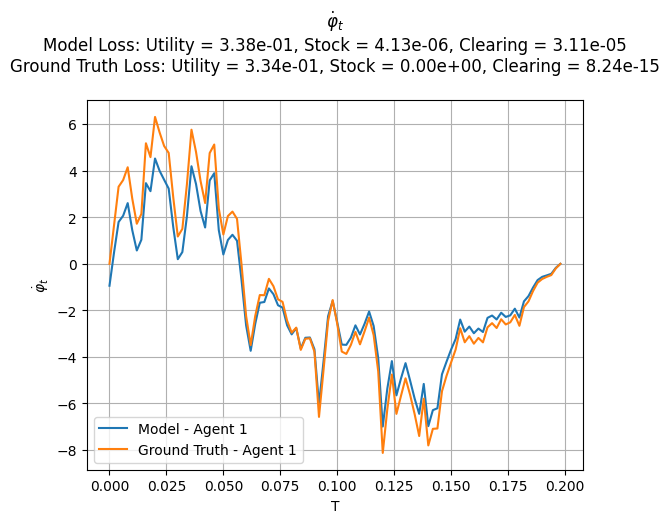 φ̇ₜ
Model Loss: Utility = 3.38e-01, Stock = 4.13e-06, Clearing = 3.11e-05
Ground Truth Loss: Utility = 3.34e-01, Stock = 0.00e+00, Clearing = 8.24e-15
6
4
2
0
−2
−4
−6
−8
φ̇ₜ
Model - Agent 1
Ground Truth - Agent 1
0.000 0.025 0.050 0.075 0.100 0.125 0.150 0.175 0.200
T